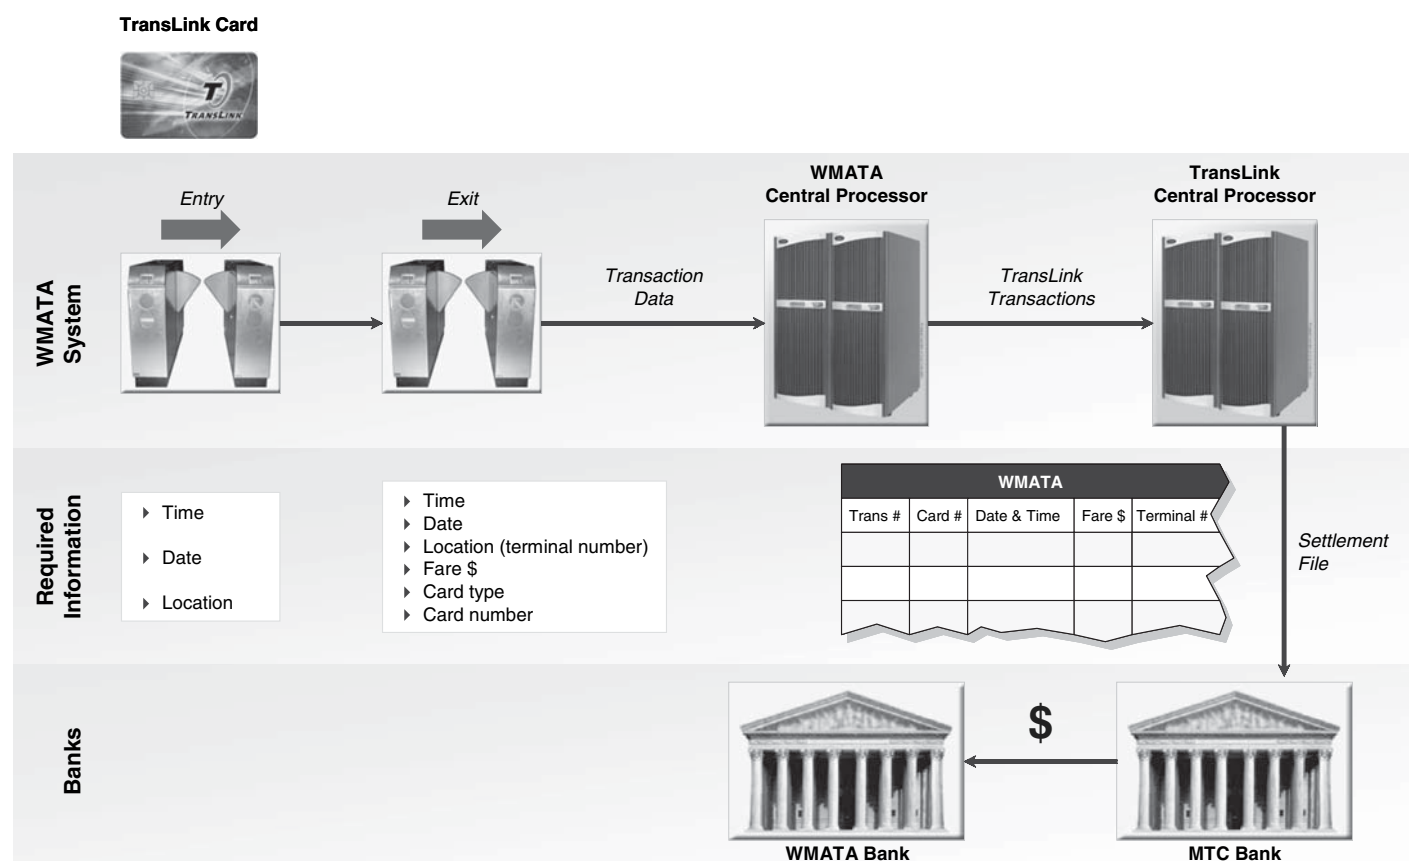 TransLink Card
T
TRANSLINK
WMATA
Central Processor
TransLink
Central Processor
Entry
Exit
Transaction
Data
TransLink
Transactions
WMATA
System
Required
Information
Time
Date
Location
Time
Date
Location (terminal number)
Fare $
Card type
Card number
WMATA
Trans #
Card #
Date & Time
Fare $
Terminal #
Settlement
File
Banks
$
WMATA Bank
MTC Bank